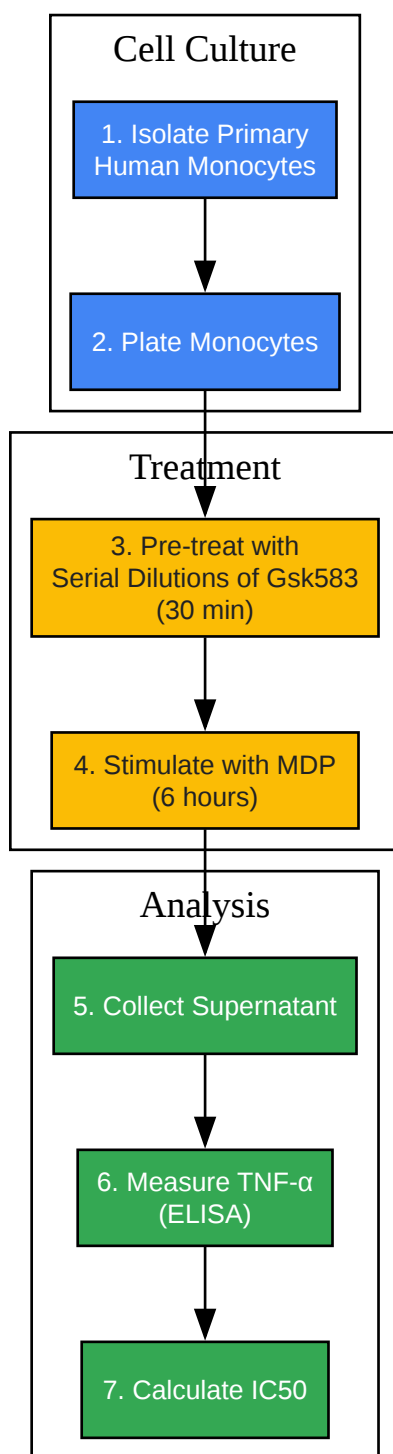 Cell Culture
1. Isolate Primary
Human Monocytes
2. Plate Monocytes
Treatment
3. Pre-treat with
Serial Dilutions of Gsk583
(30 min)
4. Stimulate with MDP
(6 hours)
Analysis
5. Collect Supernatant
6. Measure TNF-α
(ELISA)
7. Calculate IC50